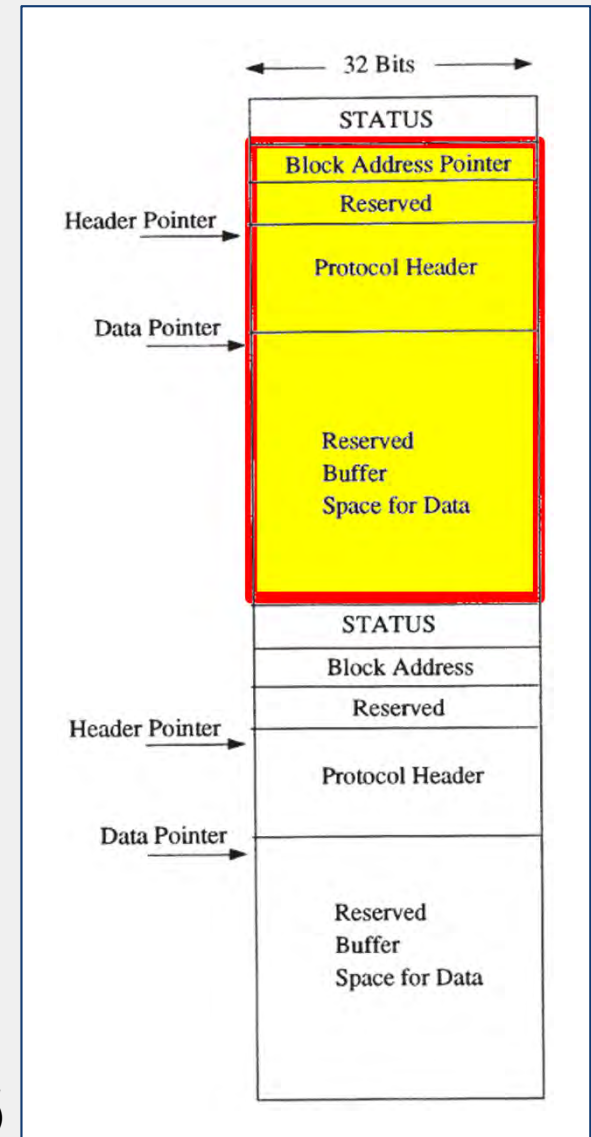 32 Bits
STATUS
Block Address Pointer
Reserved
Header Pointer
Protocol Header
Data Pointer
Reserved
Buffer
Space for Data
STATUS
Block Address
Reserved
Header Pointer
Protocol Header
Data Pointer
Reserved
Buffer
Space for Data
)